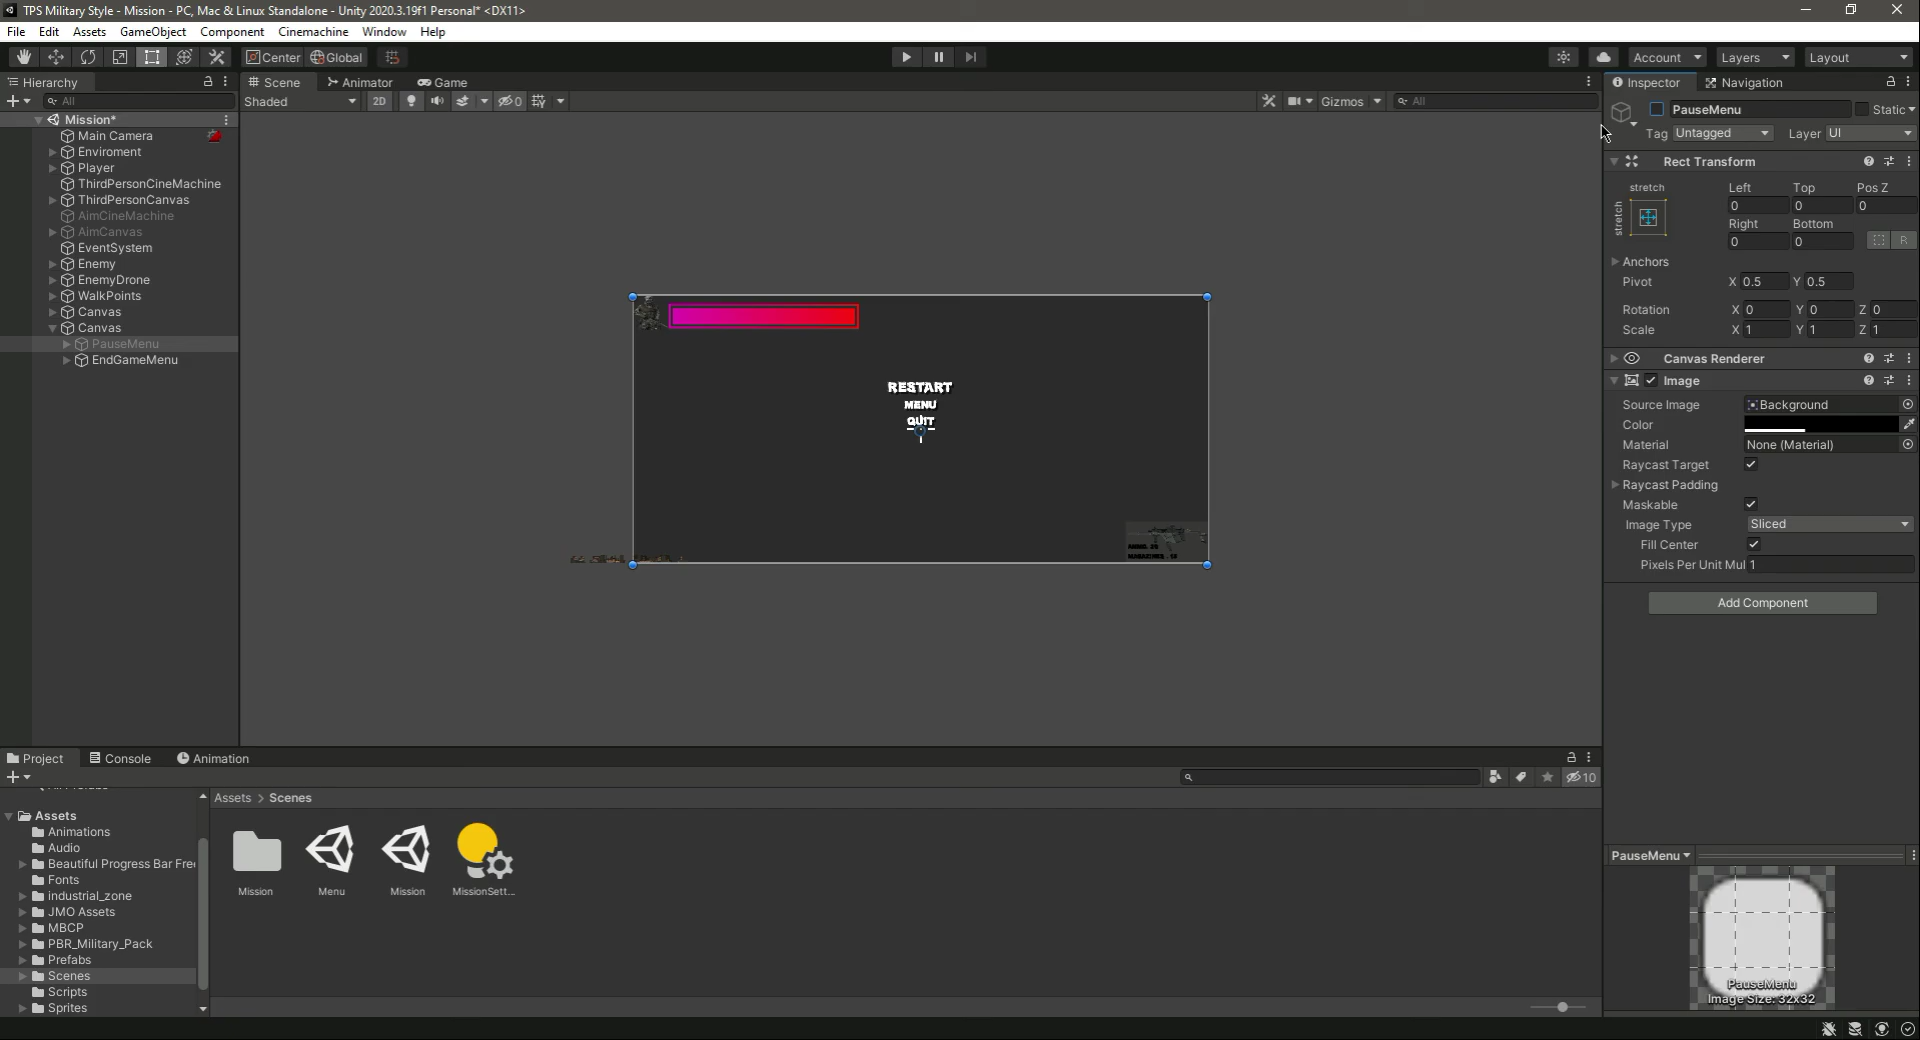 TPS Military Style - Mission - PC, Mac & Linux Standalone - Unity 2020.3.19f1 Personal* <DX11>
File Edit Assets GameObject Component Cinemachine Window Help
Center Global Account Layers Layout
Hierarchy
All
Mission*
Main Camera
Enviroment
Player
ThirdPersonCineMachine
ThirdPersonCanvas
AimCineMachine
AimCanvas
EventSystem
Enemy
EnemyDrone
WalkPoints
Canvas
Canvas
PauseMenu
EndGameMenu
Scene Animator Game
Shaded 2D 0 Gizmos All
RESTART
MENU
QUIT
Inspector Navigation
PauseMenu Static
Tag Untagged Layer UI
Rect Transform
stretch Left Top Pos Z
stretch 0 0 0
Right Bottom
0 0 R
Anchors
Pivot X 0.5 Y 0.5
Rotation X 0 Y 0 Z 0
Scale X 1 Y 1 Z 1
Canvas Renderer
Image
Source Image Background
Color
Material None (Material)
Raycast Target
Raycast Padding
Maskable
Image Type Sliced
Fill Center
Pixels Per Unit Mul 1
Add Component
Project Console Animation
10
Assets
Animations
Audio
Beautiful Progress Bar Free
Fonts
industrial_zone
JMO Assets
MBCP
PBR_Military_Pack
Prefabs
Scenes
Scripts
Sprites
Assets > Scenes
Mission Menu Mission MissionSett...
PauseMenu
PauseMenu
Image Size: 32x32